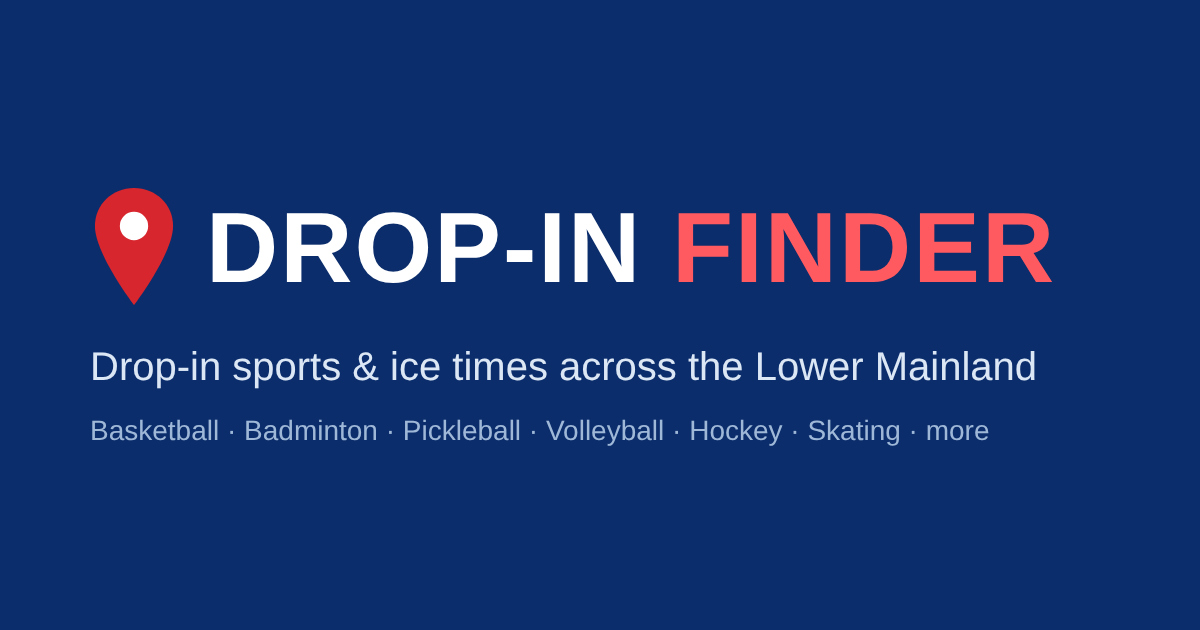 DROP-IN FINDER
Drop-in sports & ice times across the Lower Mainland
Basketball · Badminton · Pickleball · Volleyball · Hockey · Skating · more